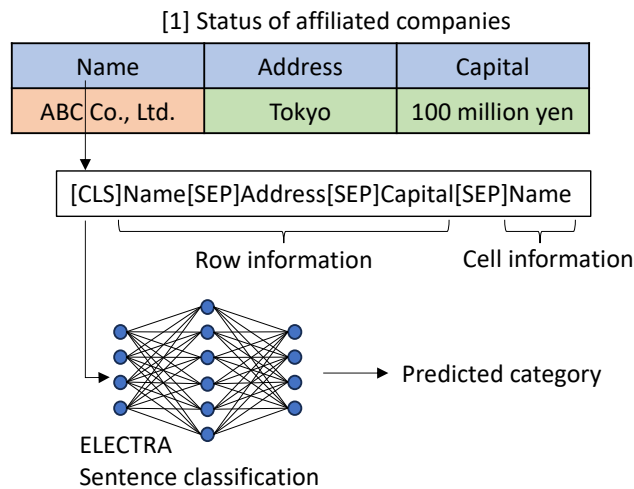 [1] Status of affiliated companies
Name Address Capital
ABC Co., Ltd. Tokyo 100 million yen
[CLS]Name[SEP]Address[SEP]Capital[SEP]Name
Row information Cell information
Predicted category
ELECTRA
Sentence classification